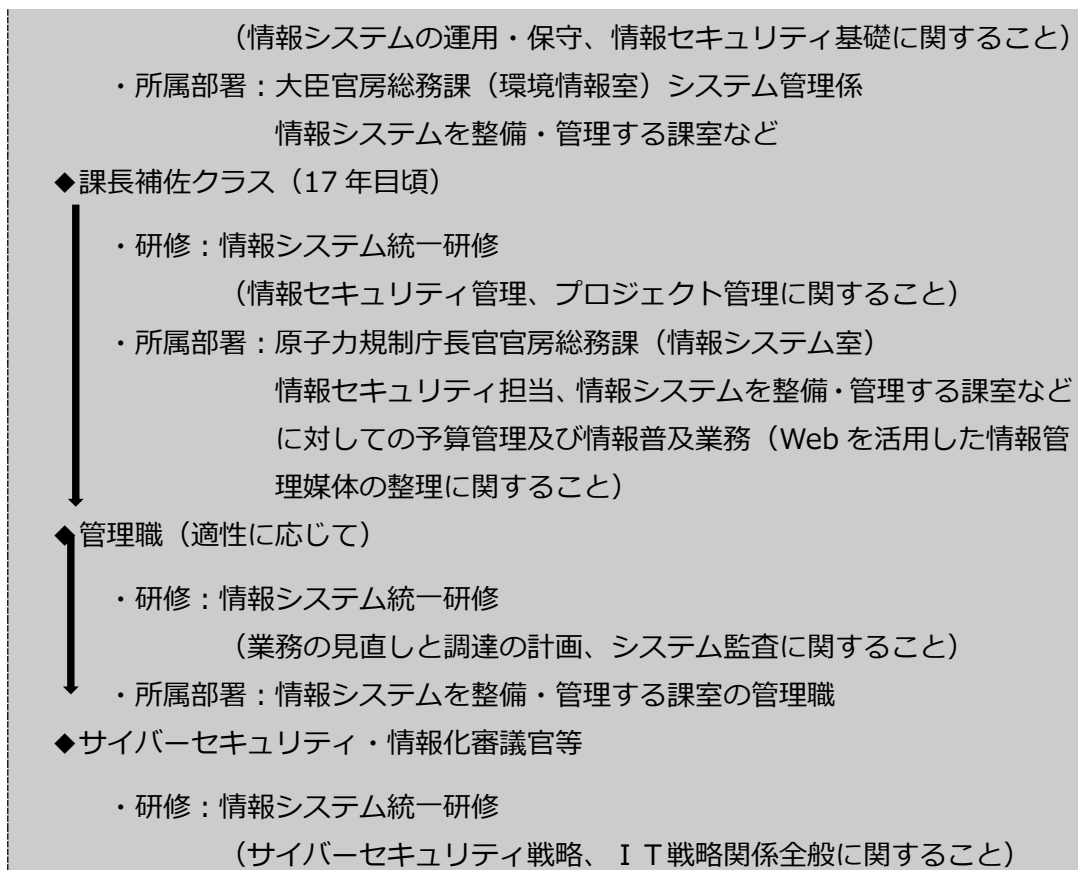 （情報システムの運用・保守、情報セキュリティ基礎に関すること）
・所属部署：大臣官房総務課（環境情報室）システム管理係
情報システムを整備・管理する課室など
◆課長補佐クラス（17 年目頃）
・研修：情報システム統一研修
（情報セキュリティ管理、プロジェクト管理に関すること）
・所属部署：原子力規制庁長官官房総務課（情報システム室）
情報セキュリティ担当、情報システムを整備・管理する課室など
に対しての予算管理及び情報普及業務（Web を活用した情報管
理媒体の整理に関すること）
◆管理職（適性に応じて）
・研修：情報システム統一研修
（業務の見直しと調達の計画、システム監査に関すること）
・所属部署：情報システムを整備・管理する課室の管理職
◆サイバーセキュリティ・情報化審議官等
・研修：情報システム統一研修
（サイバーセキュリティ戦略、ＩＴ戦略関係全般に関すること）